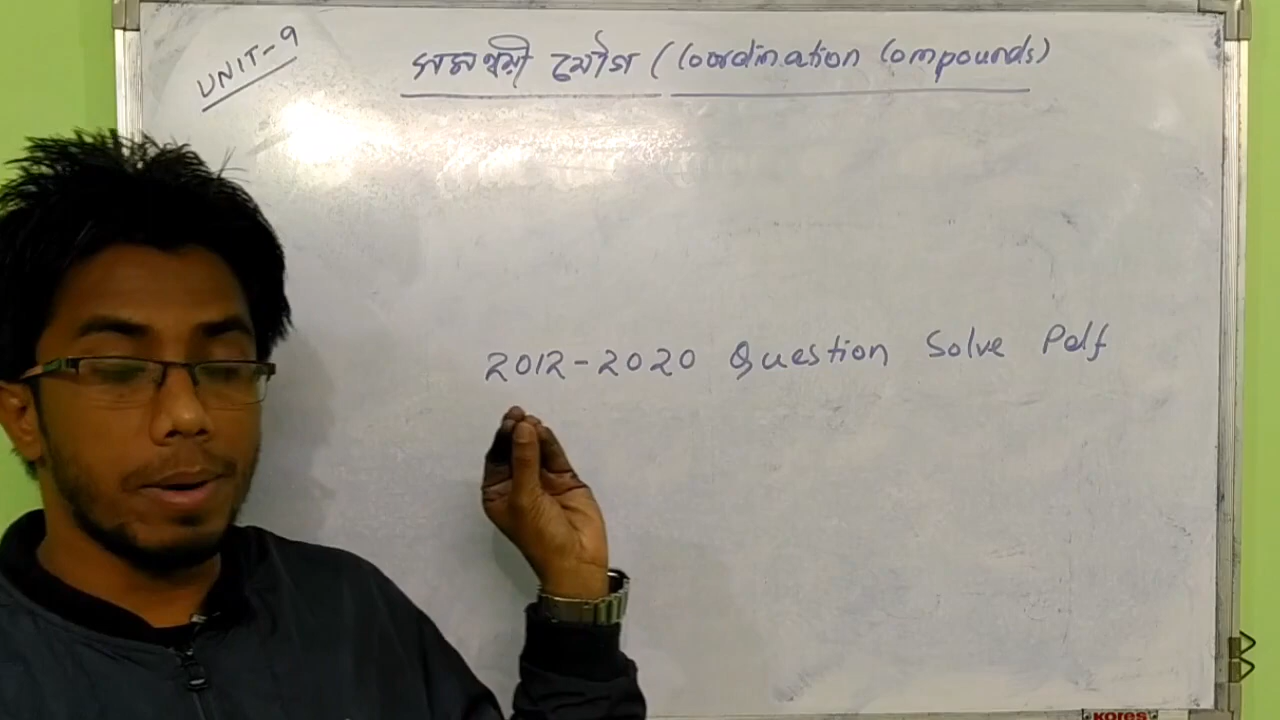 UNIT-9
সমন্বয়ী যৌগ (Coordination Compounds)
2012-2020 Question Solve Pdf
Kores